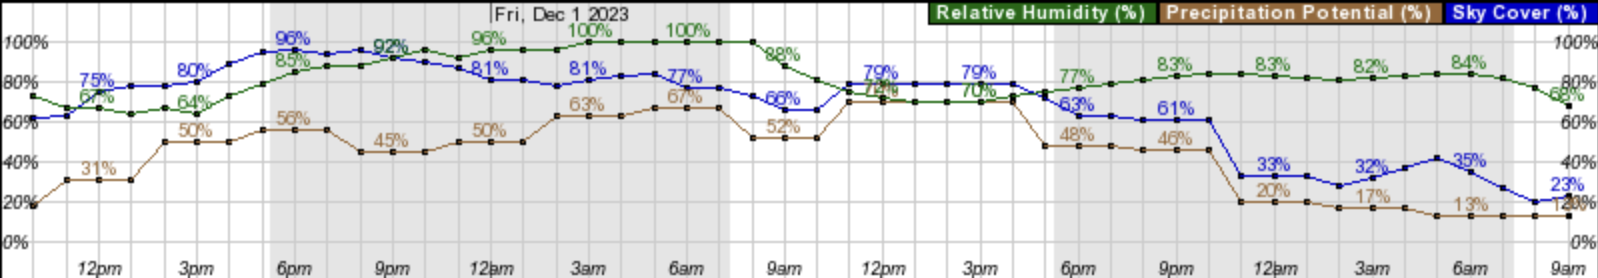 Fri, Dec 1 2023
Relative Humidity (%) Precipitation Potential (%) Sky Cover (%)
100% 96% 92% 96% 100% 100% 100%
85% 88%
80% 75% 80% 81% 81% 77% 79% 79% 77% 83% 83% 82% 84% 80%
67% 64% 63% 67% 66% 72% 70% 63% 61% 68%
60% 56% 60%
50% 45% 50% 52% 48% 46%
40% 31% 33% 32% 35% 40%
20% 20% 17% 13% 23% 20%
0% 0%
12pm 3pm 6pm 9pm 12am 3am 6am 9am 12pm 3pm 6pm 9pm 12am 3am 6am 9am